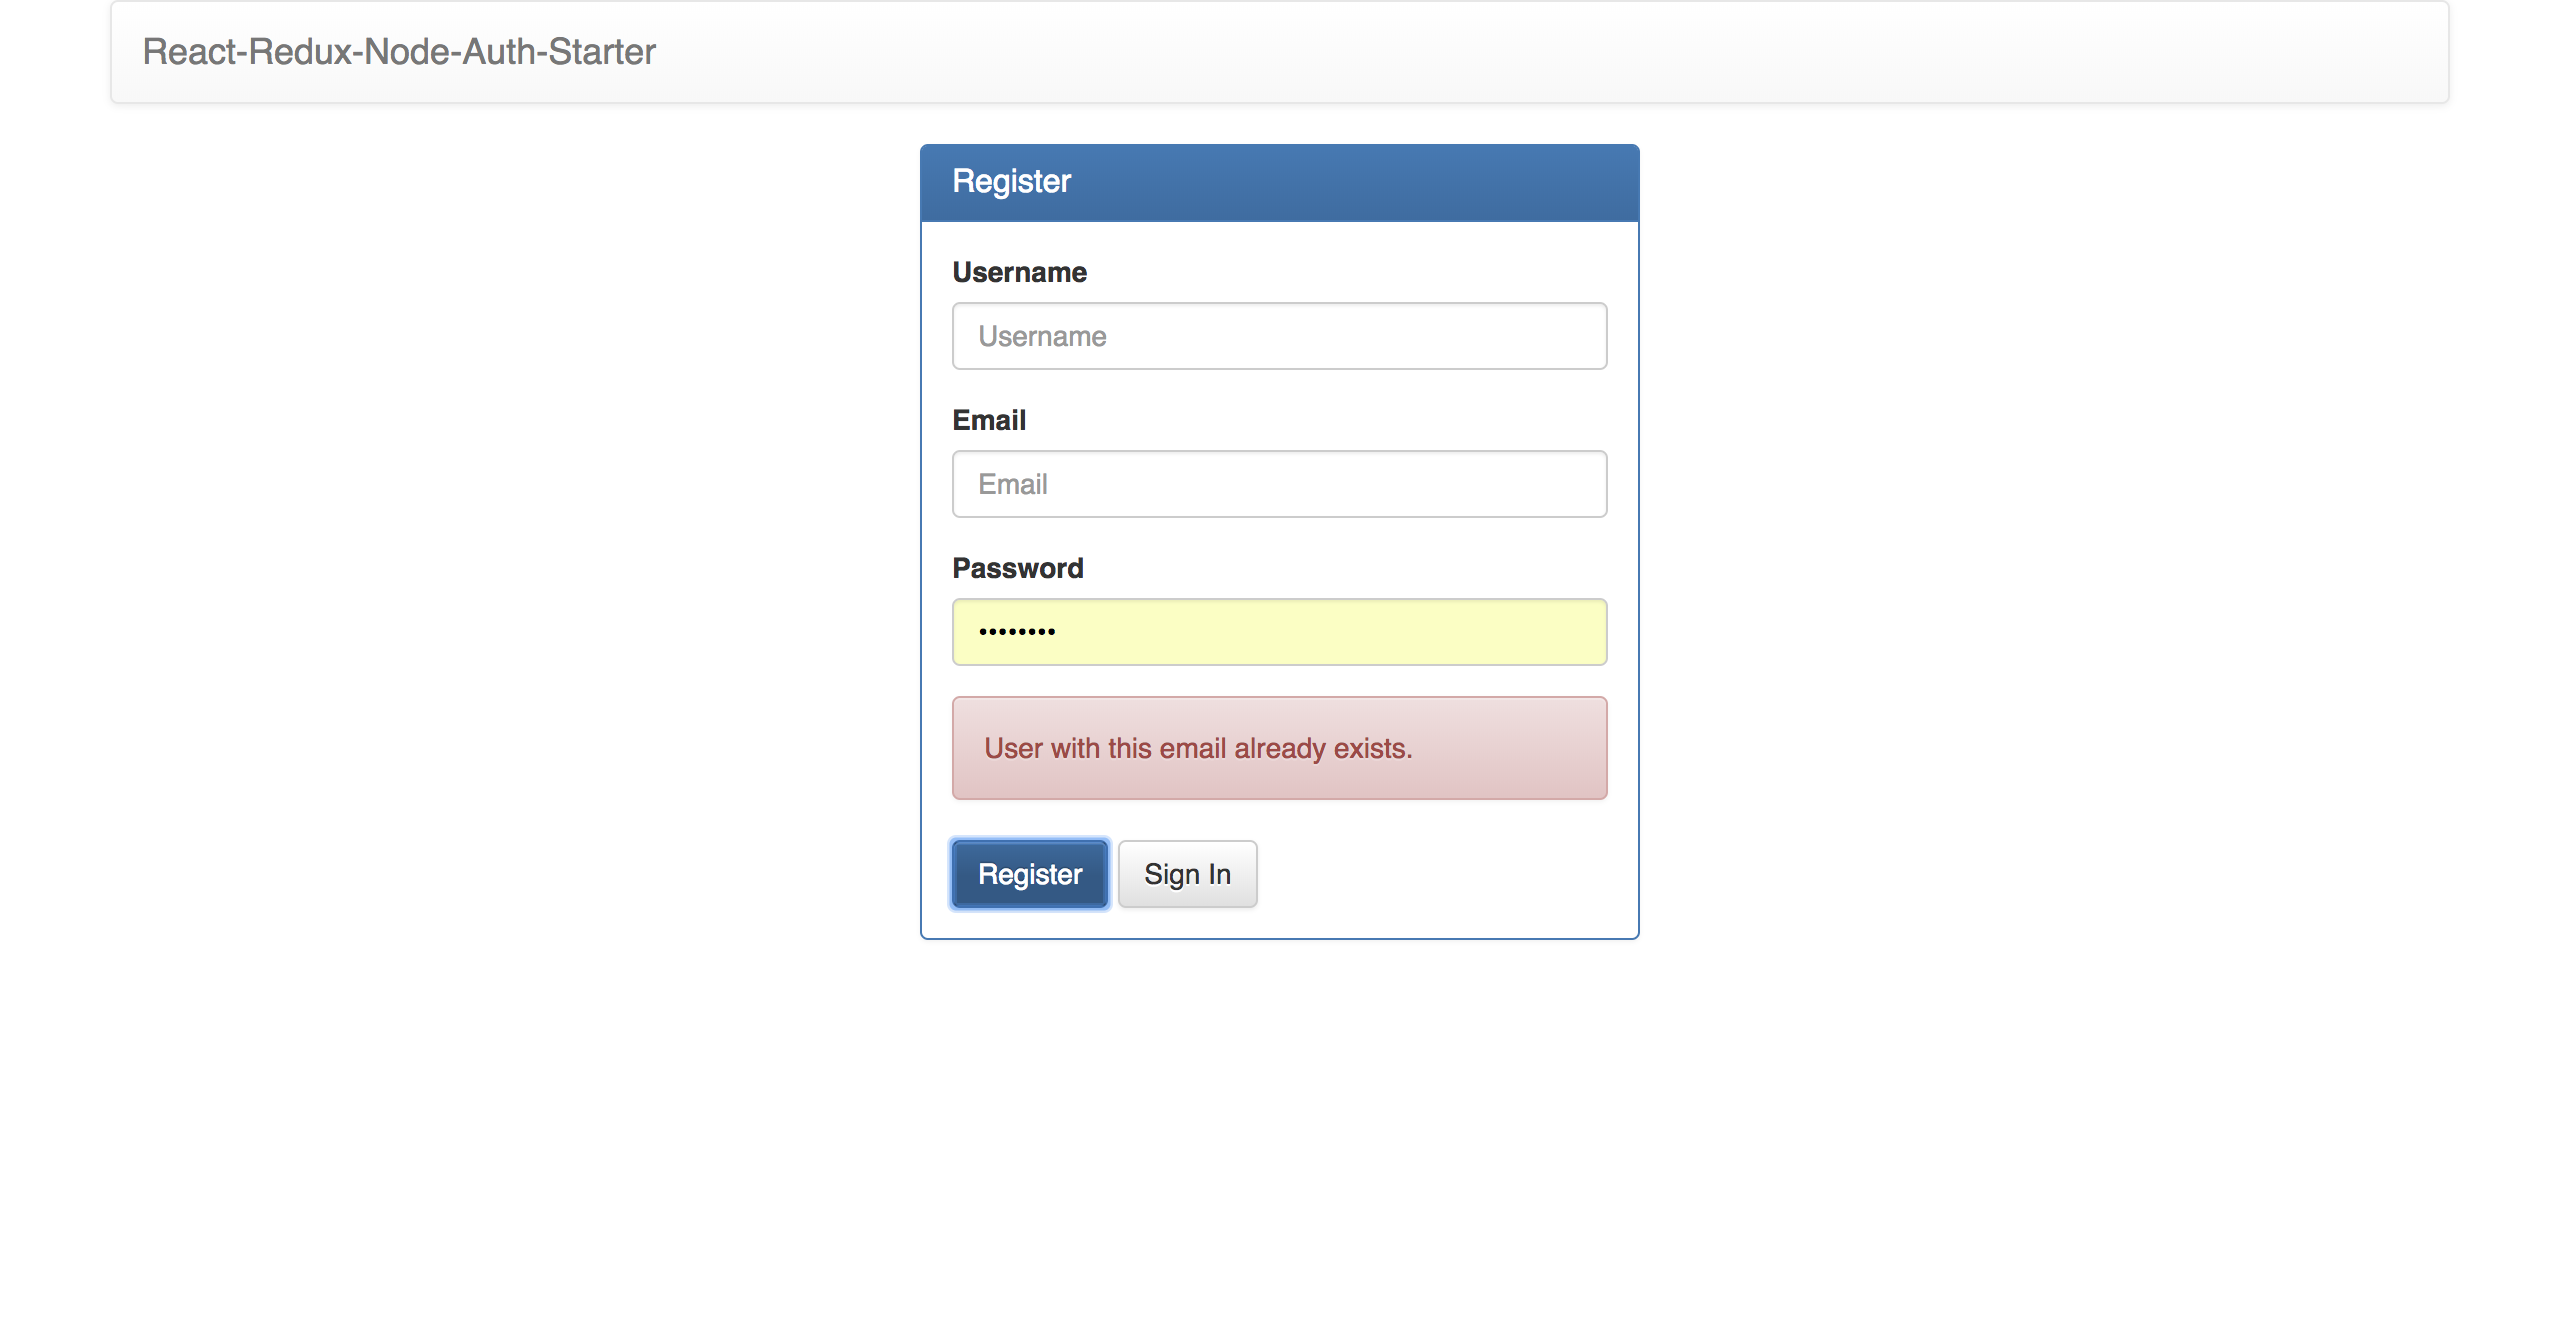 React-Redux-Node-Auth-Starter
Register
Username
Username
Email
Email
Password
••••••••
User with this email already exists.
Register Sign In